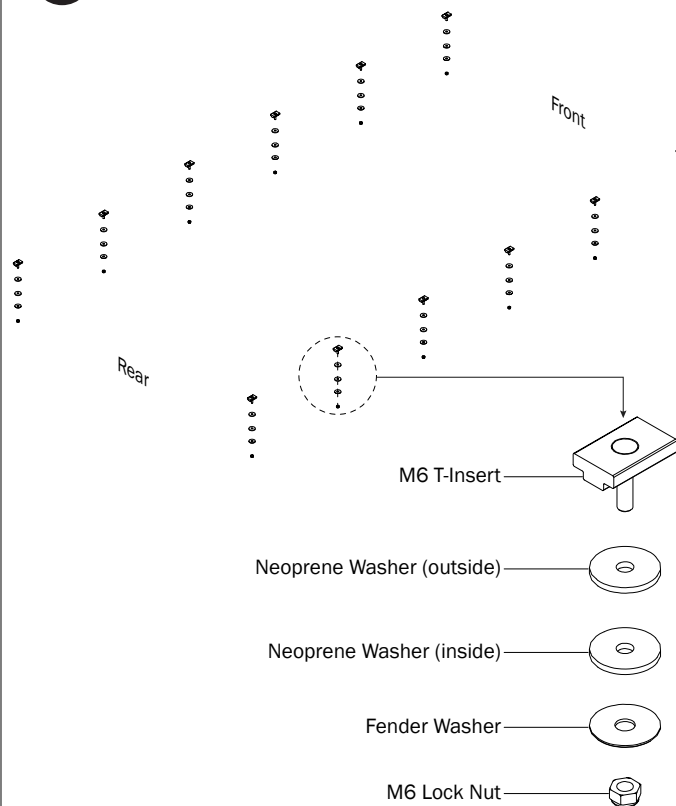 Front
Rear
M6 T-Insert
Neoprene Washer (outside)
Neoprene Washer (inside)
Fender Washer
M6 Lock Nut